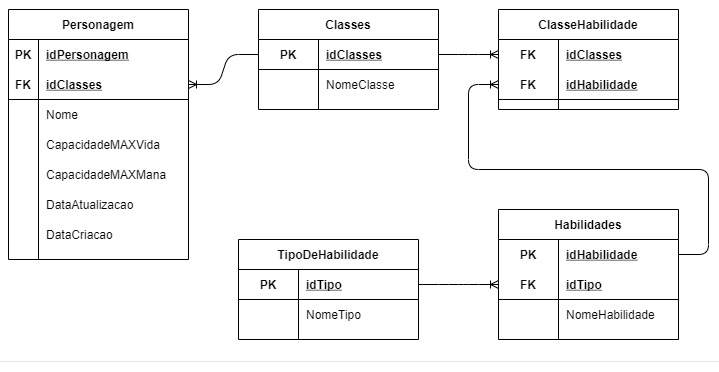 Personagem
PK idPersonagem
FK idClasses
Nome
CapacidadeMAXVida
CapacidadeMAXMana
DataAtualizacao
DataCriacao
Classes
PK idClasses
NomeClasse
ClasseHabilidade
FK idClasses
FK idHabilidade
TipoDeHabilidade
PK idTipo
NomeTipo
Habilidades
PK idHabilidade
FK idTipo
NomeHabilidade